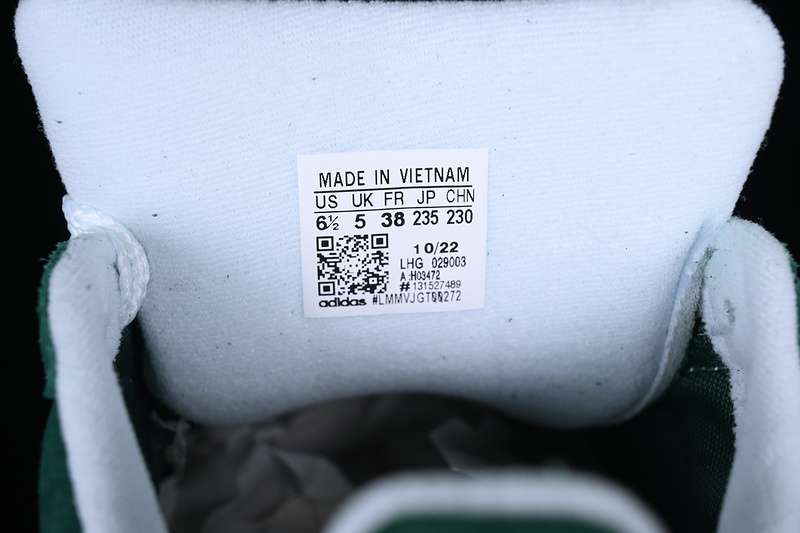 MADE IN VIETNAM
US UK FR JP CHN
6½ 5 38 235 230
10/22
LHG 029003
A:H03472
#131527489
adidas #LMMVJGT00272